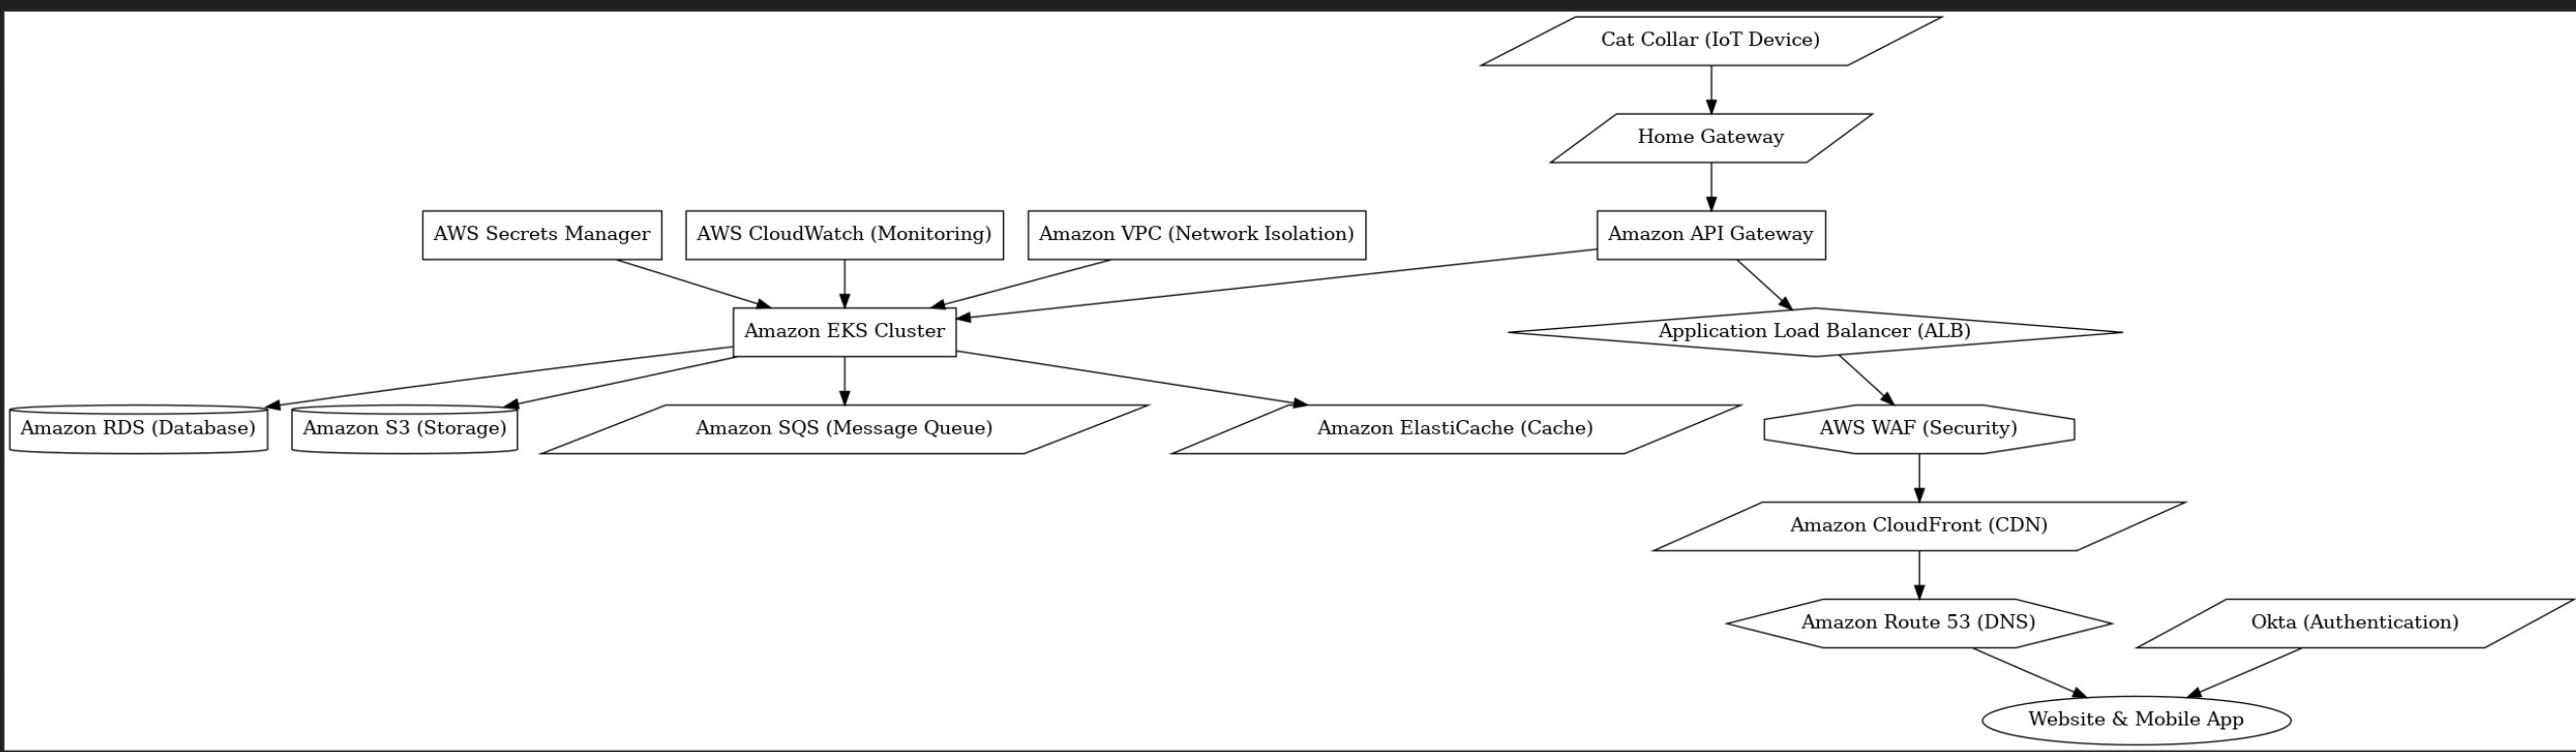 Cat Collar (IoT Device)
Home Gateway
AWS Secrets Manager
AWS CloudWatch (Monitoring)
Amazon VPC (Network Isolation)
Amazon API Gateway
Amazon EKS Cluster
Application Load Balancer (ALB)
Amazon RDS (Database)
Amazon S3 (Storage)
Amazon SQS (Message Queue)
Amazon ElastiCache (Cache)
AWS WAF (Security)
Amazon CloudFront (CDN)
Amazon Route 53 (DNS)
Okta (Authentication)
Website & Mobile App